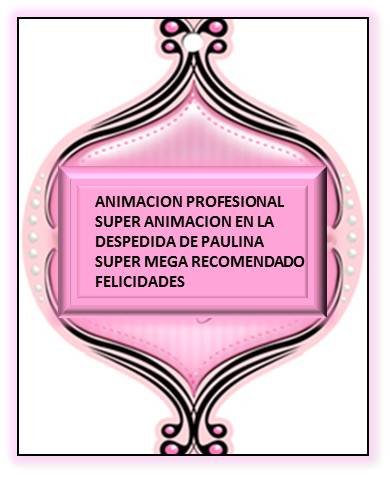 ANIMACION PROFESIONAL
SUPER ANIMACION EN LA
DESPEDIDA DE PAULINA
SUPER MEGA RECOMENDADO
FELICIDADES